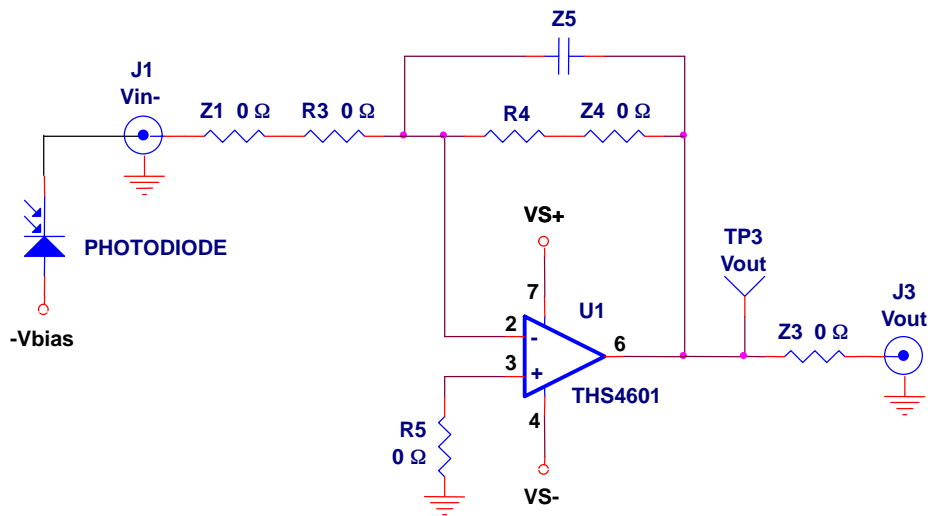 Z5
J1
Vin-
Z1 0 Ω
R3 0 Ω
R4
Z4 0 Ω
PHOTODIODE
-Vbias
VS+
7
U1
2
-
3
+
6
THS4601
4
VS-
R5
0 Ω
TP3
Vout
Z3 0 Ω
J3
Vout